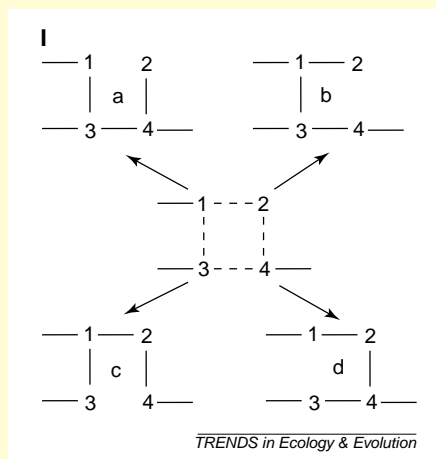 I
1 2 1 2
a b
3 4 3 4
1 2
3 4
1 2 1 2
c d
3 4 3 4
TRENDS in Ecology & Evolution